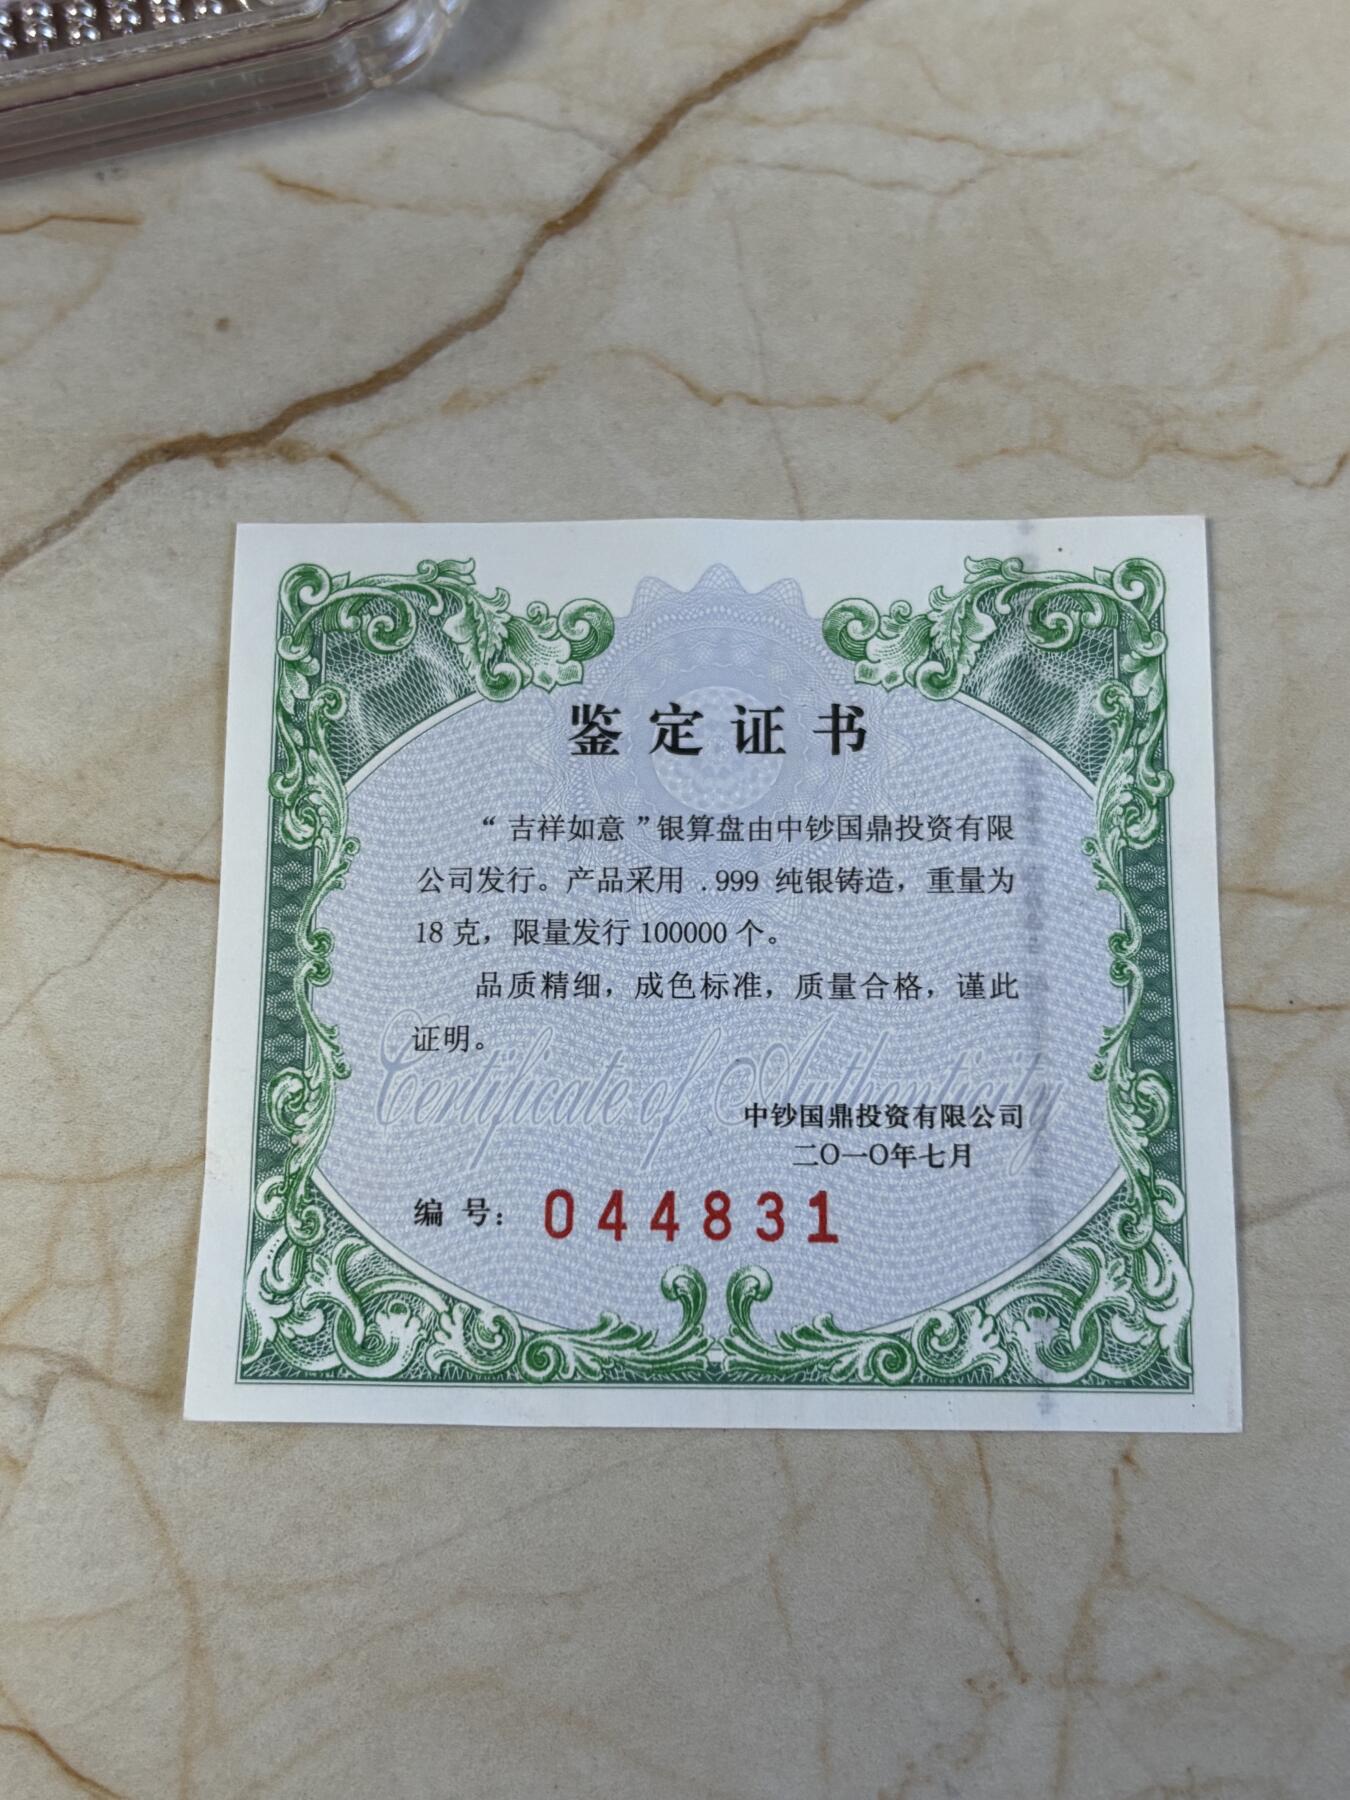 鉴定证书
“吉祥如意”银算盘由中钞国鼎投资有限
公司发行。产品采用 .999 纯银铸造，重量为
18 克，限量发行 100000 个。
品质精细，成色标准，质量合格，谨此
证明。
Certificate of Authenticity
中钞国鼎投资有限公司
二〇一〇年七月
编 号： 044831